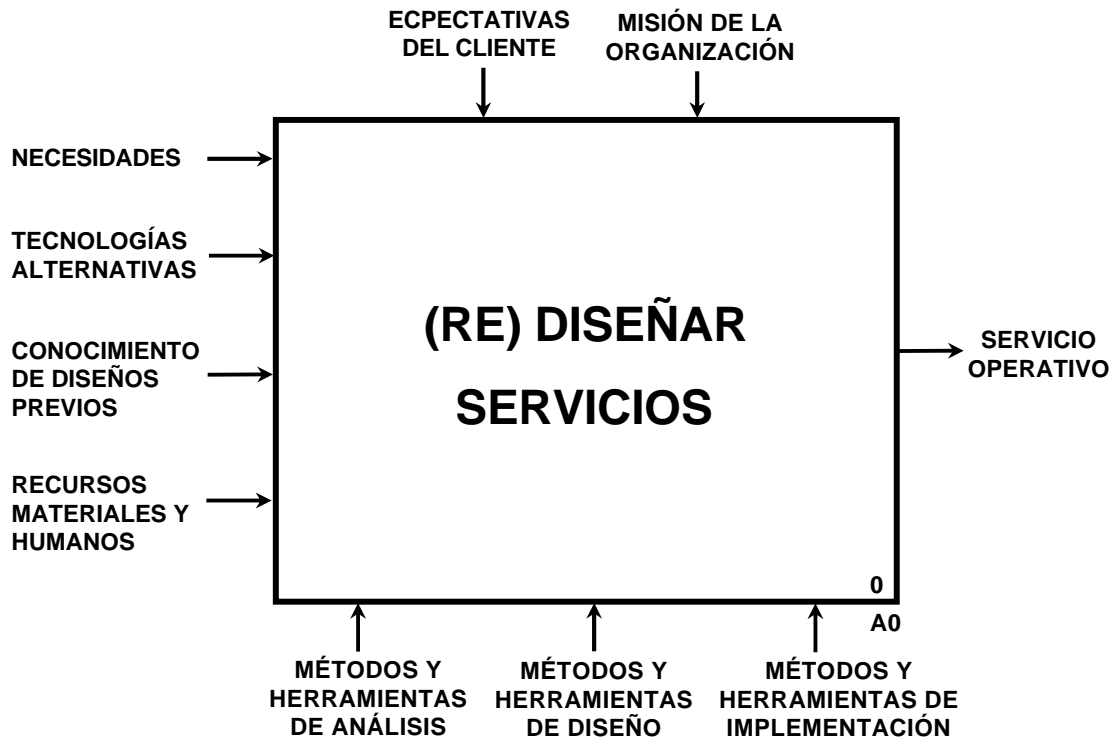 ECPECTATIVAS
DEL CLIENTE
MISIÓN DE LA
ORGANIZACIÓN
NECESIDADES
TECNOLOGÍAS
ALTERNATIVAS
CONOCIMIENTO
DE DISEÑOS
PREVIOS
RECURSOS
MATERIALES Y
HUMANOS
(RE) DISEÑAR
SERVICIOS
SERVICIO
OPERATIVO
0
A0
MÉTODOS Y
HERRAMIENTAS
DE ANÁLISIS
MÉTODOS Y
HERRAMIENTAS
DE DISEÑO
MÉTODOS Y
HERRAMIENTAS DE
IMPLEMENTACIÓN